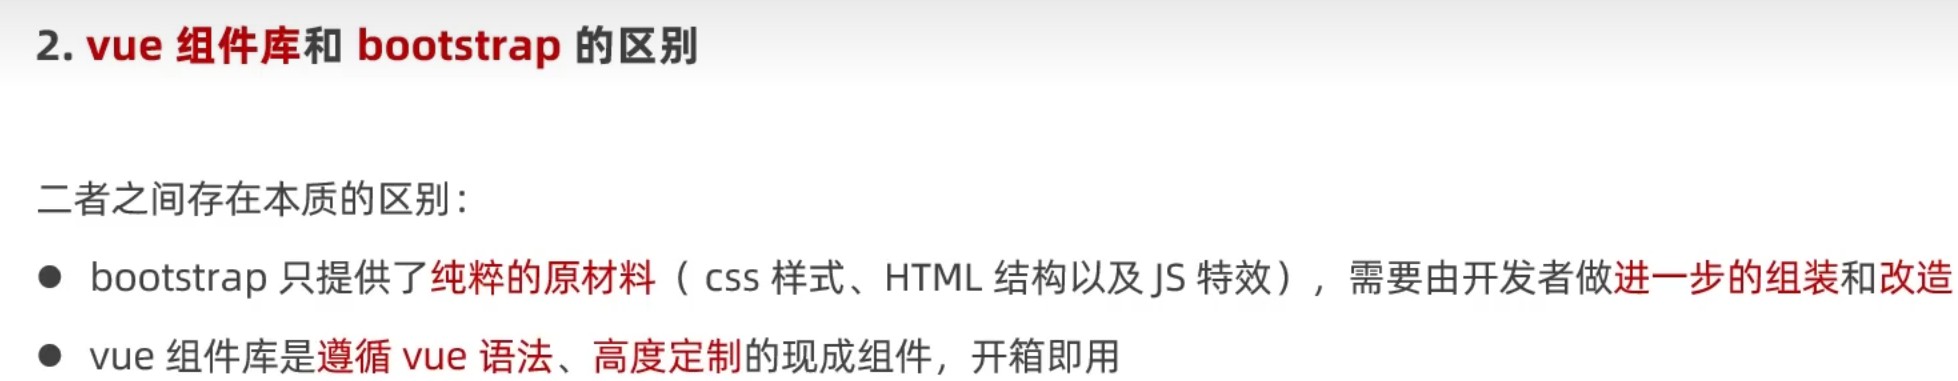 2. vue 组件库和 bootstrap 的区别
二者之间存在本质的区别：
● bootstrap 只提供了纯粹的原材料（ css 样式、HTML 结构以及 JS 特效），需要由开发者做进一步的组装和改造
● vue 组件库是遵循 vue 语法、高度定制的现成组件，开箱即用